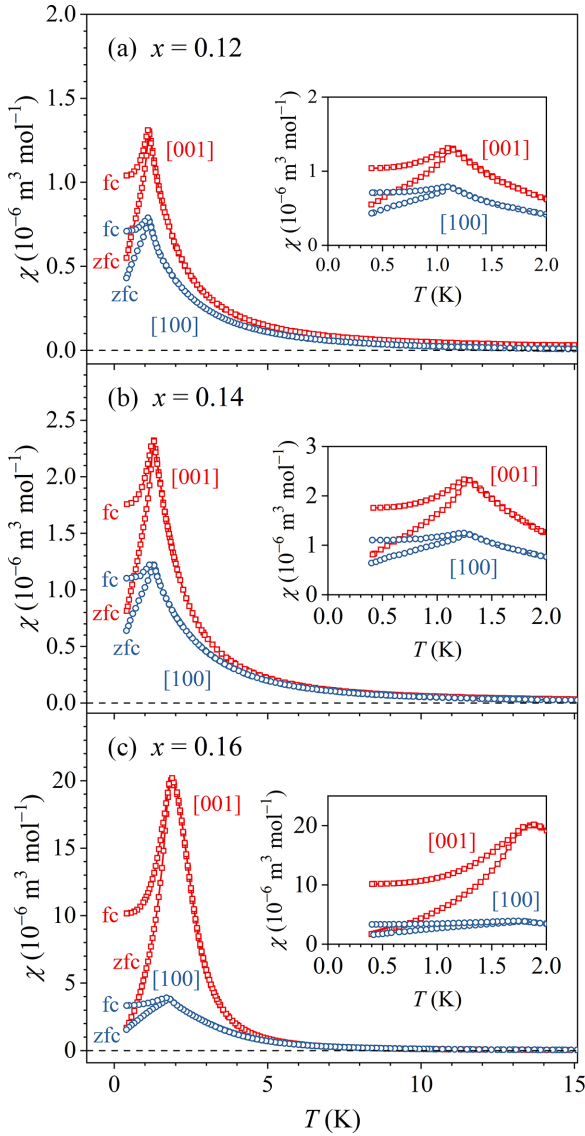 (a) x = 0.12
χ (10⁻⁶ m³ mol⁻¹)
2.0
1.5
1.0
0.5
0.0
[001]
fc
fc
zfc
zfc
[100]
χ (10⁻⁶ m³ mol⁻¹)
2
1
0
[001]
[100]
0.0 0.5 1.0 1.5 2.0
T (K)
(b) x = 0.14
χ (10⁻⁶ m³ mol⁻¹)
2.5
2.0
1.5
1.0
0.5
0.0
[001]
fc
fc
zfc
zfc
[100]
χ (10⁻⁶ m³ mol⁻¹)
3
2
1
0
[001]
[100]
0.0 0.5 1.0 1.5 2.0
T (K)
(c) x = 0.16
χ (10⁻⁶ m³ mol⁻¹)
20
15
10
5
0
[001]
fc
zfc
[100]
fc
zfc
χ (10⁻⁶ m³ mol⁻¹)
20
10
0
[001]
[100]
0.0 0.5 1.0 1.5 2.0
T (K)
0 5 10 15
T (K)